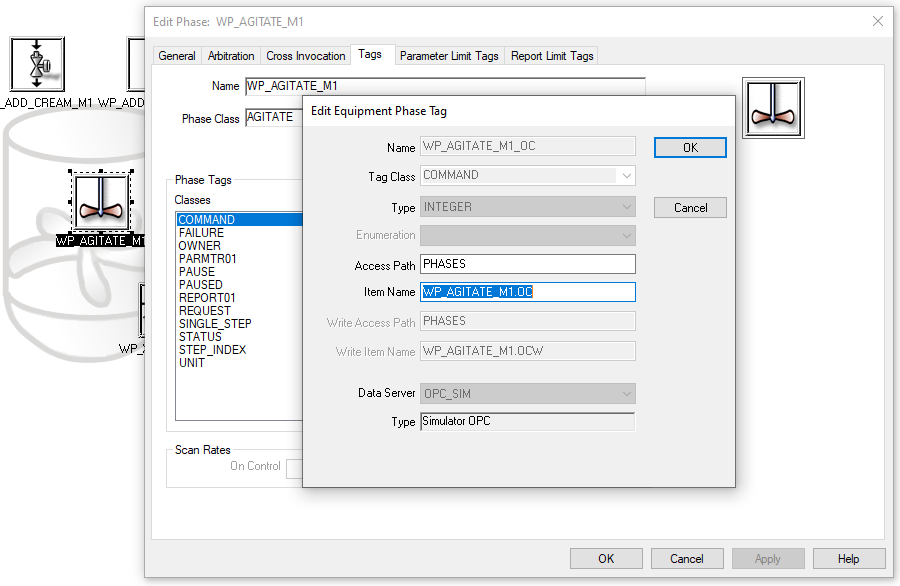 Edit Phase: WP_AGITATE_M1
General
Arbitration
Cross Invocation
Tags
Parameter Limit Tags
Report Limit Tags
_ADD_CREAM_M1 WP_ADD
Name WP_AGITATE_M1
Phase Class AGITATE
WP_AGITATE_M1
Phase Tags
Classes
COMMAND
FAILURE
OWNER
PARMTR01
PAUSE
PAUSED
REPORT01
REQUEST
SINGLE_STEP
STATUS
STEP_INDEX
UNIT
Scan Rates
On Control
Edit Equipment Phase Tag
Name WP_AGITATE_M1_OC
OK
Tag Class COMMAND
Type INTEGER
Cancel
Enumeration
Access Path PHASES
Item Name WP_AGITATE_M1.OC
Write Access Path PHASES
Write Item Name WP_AGITATE_M1.OCW
Data Server OPC_SIM
Type Simulator OPC
OK
Cancel
Apply
Help